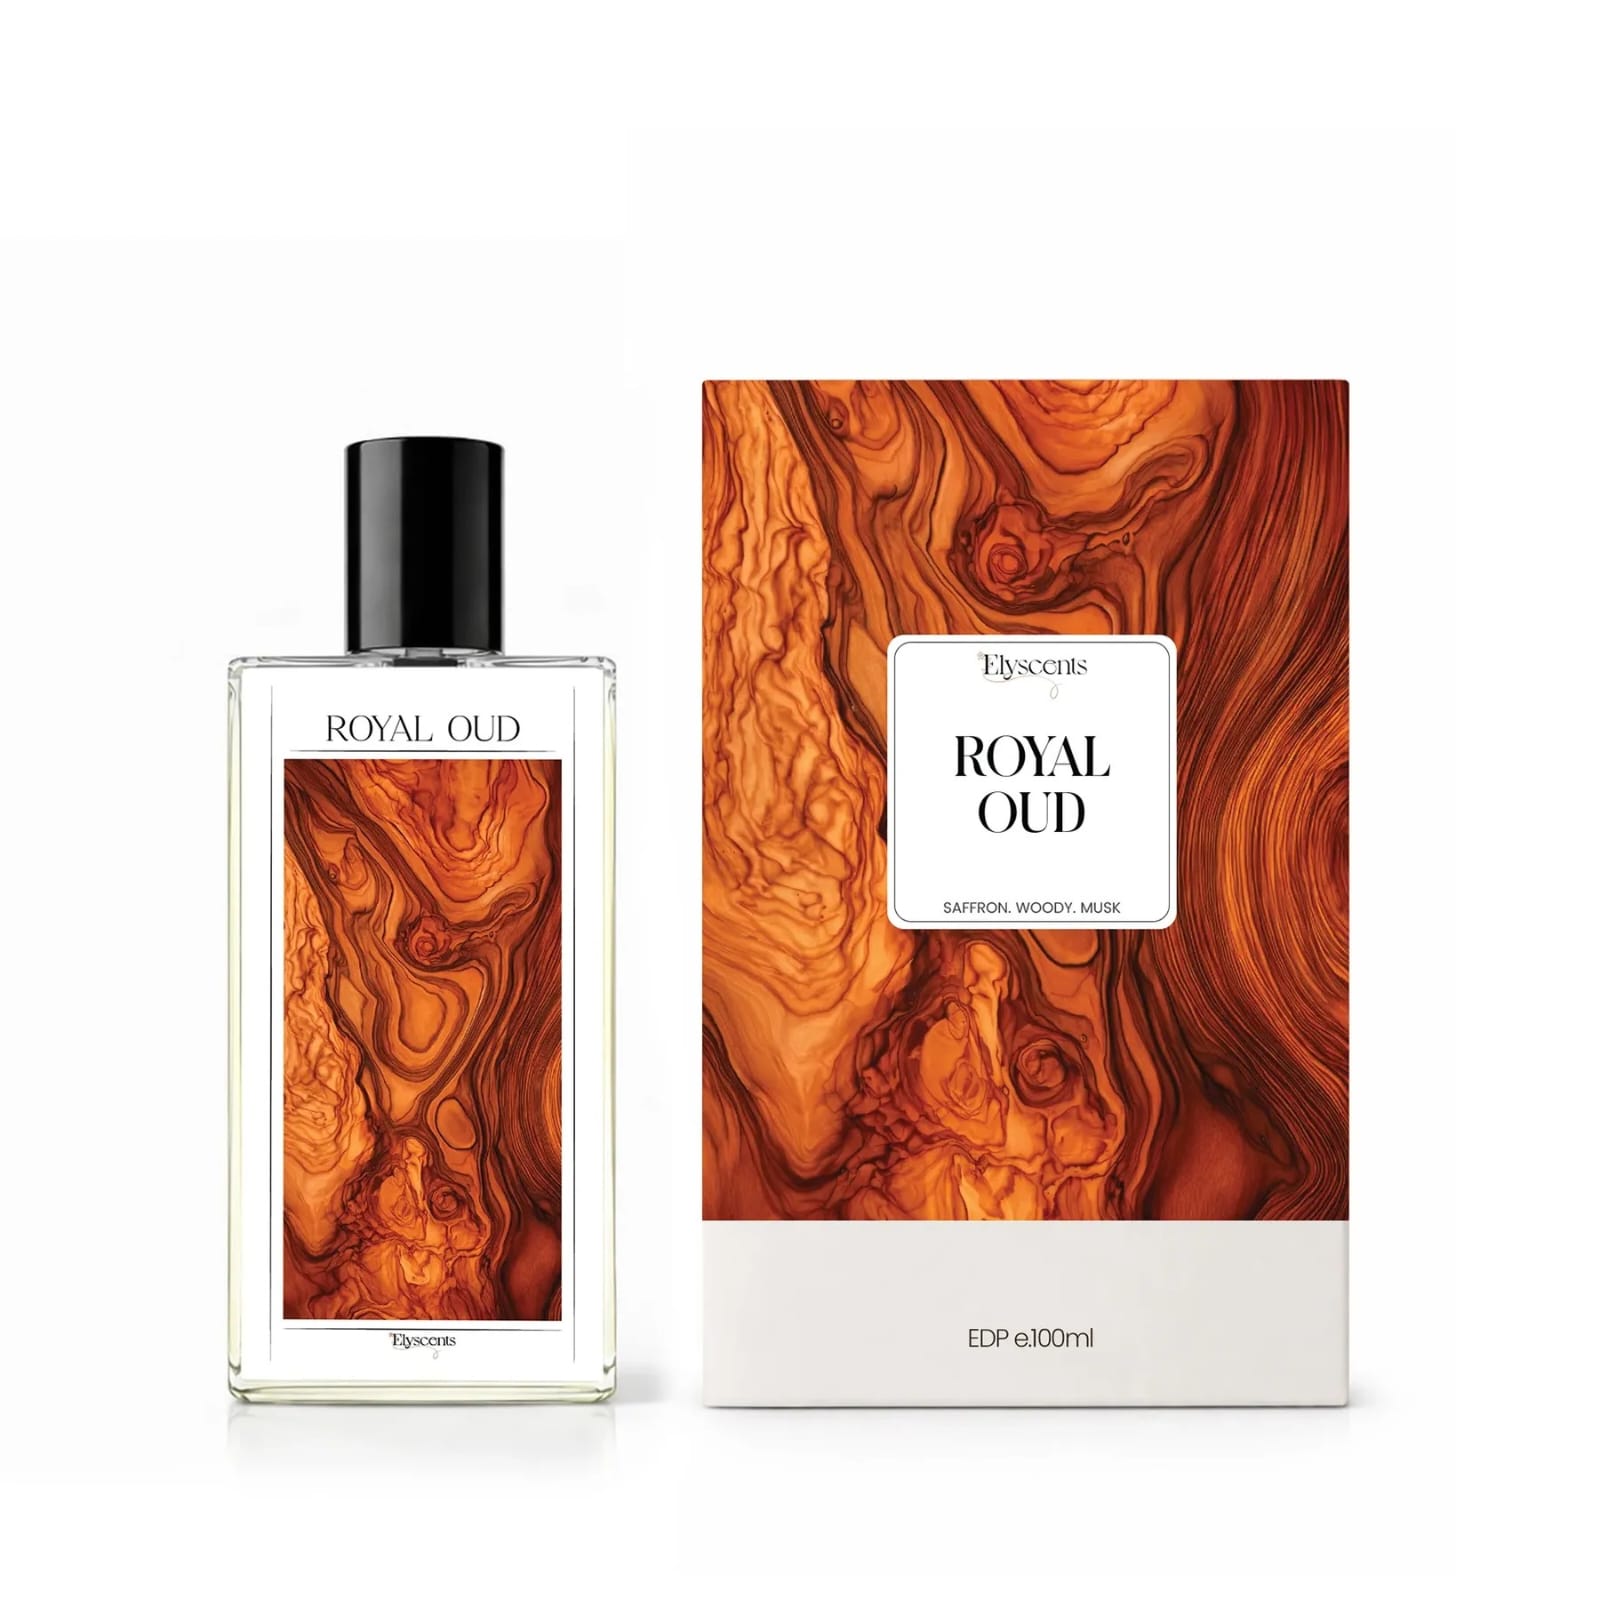 ROYAL OUD
Elyscents
Elyscents
ROYAL
OUD
SAFFRON. WOODY. MUSK
EDP e.100ml